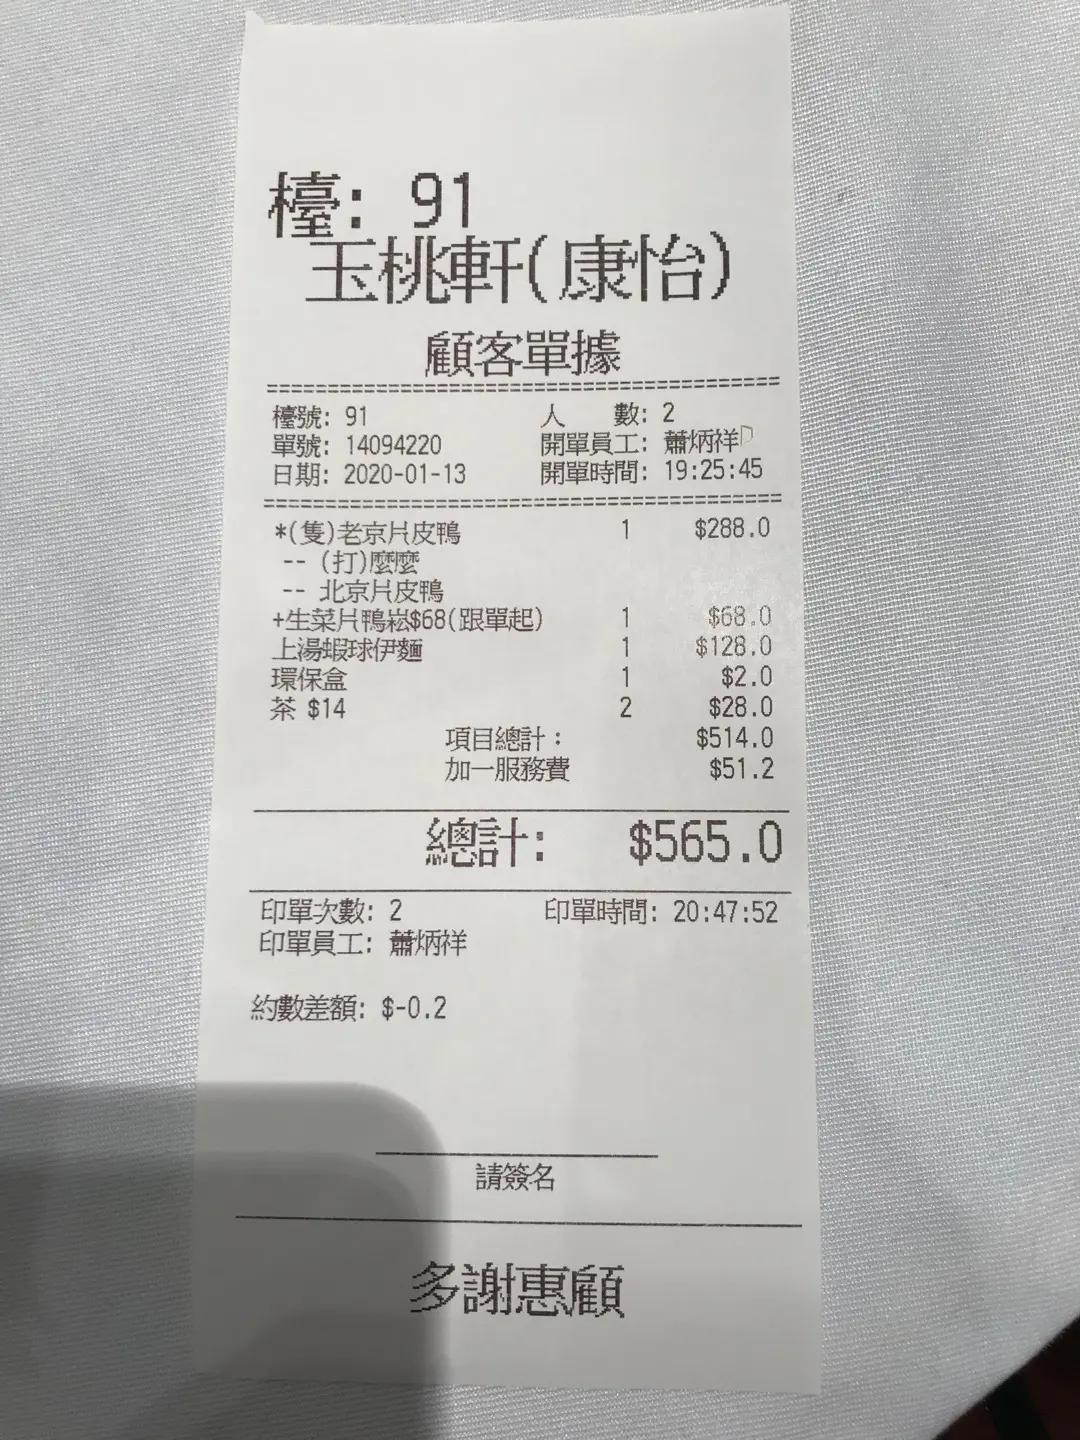 檯: 91
玉桃軒(康怡)
顧客單據
檯號: 91 人 數: 2
單號: 14094220 開單員工: 蕭炳祥
日期: 2020-01-13 開單時間: 19:25:45
*(隻)老京片皮鴨 1 $288.0
-- (打)麼麼
-- 北京片皮鴨
+生菜片鴨崧$68(跟單起) 1 $68.0
上湯蝦球伊麵 1 $128.0
環保盒 1 $2.0
茶 $14 2 $28.0
項目總計: $514.0
加一服務費 $51.2
總計: $565.0
印單次數: 2 印單時間: 20:47:52
印單員工: 蕭炳祥
約數差額: $-0.2
請簽名
多謝惠顧